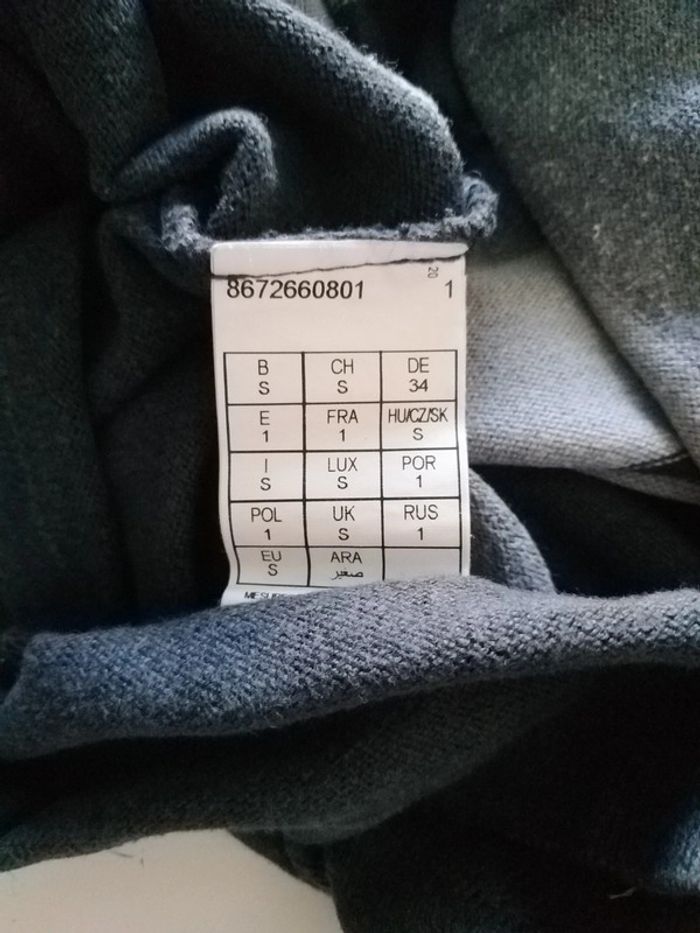 8672660801 20 1
B CH DE
S S 34
E FRA HU/CZ/SK
1 1 S
I LUX POR
S S 1
POL UK RUS
1 S 1
EU ARA
S صغير